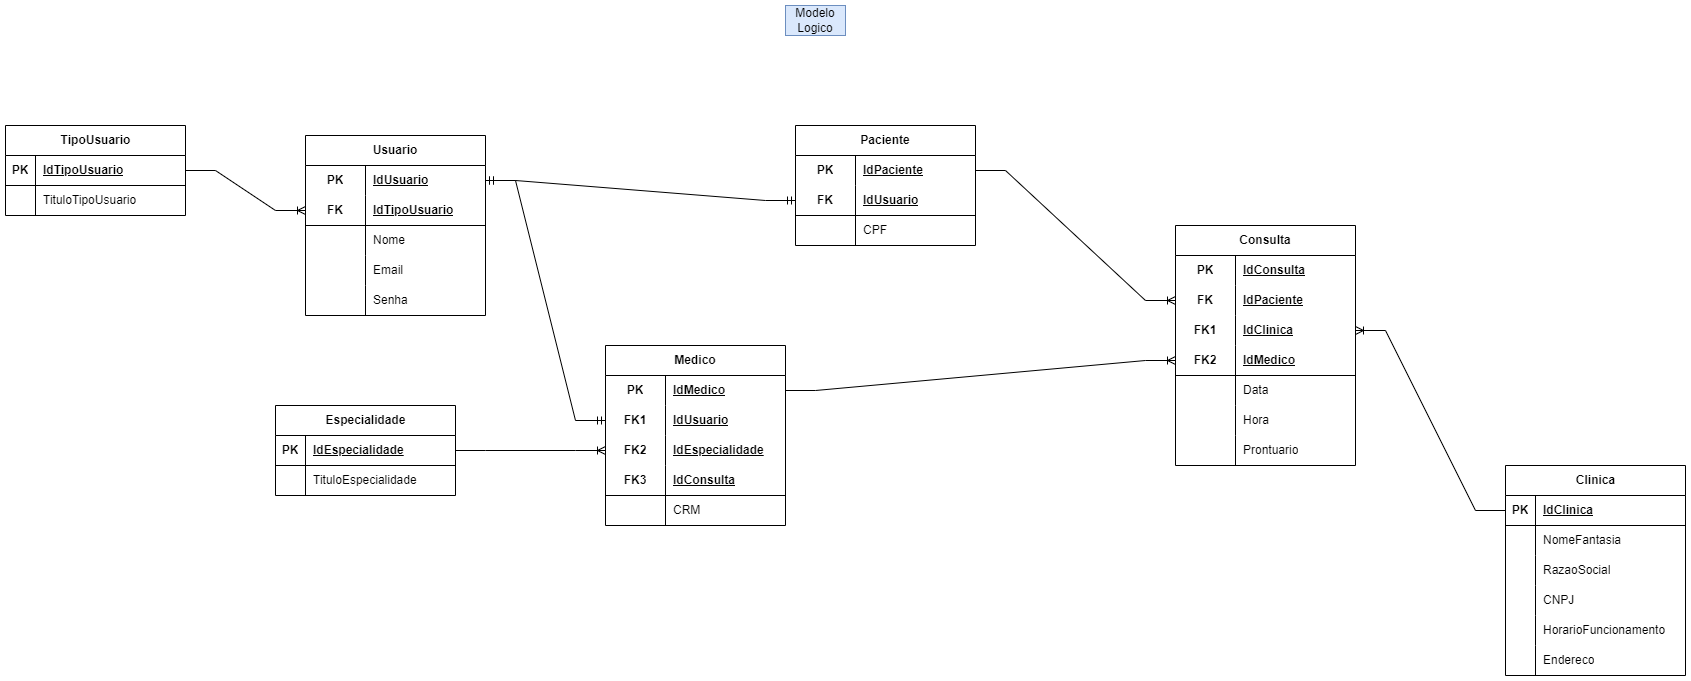 Modelo
Logico
TipoUsuario
PK IdTipoUsuario
TituloTipoUsuario
Usuario
PK IdUsuario
FK IdTipoUsuario
Nome
Email
Senha
Paciente
PK IdPaciente
FK IdUsuario
CPF
Consulta
PK IdConsulta
FK IdPaciente
FK1 IdClinica
FK2 IdMedico
Data
Hora
Prontuario
Medico
PK IdMedico
FK1 IdUsuario
FK2 IdEspecialidade
FK3 IdConsulta
CRM
Especialidade
PK IdEspecialidade
TituloEspecialidade
Clinica
PK IdClinica
NomeFantasia
RazaoSocial
CNPJ
HorarioFuncionamento
Endereco